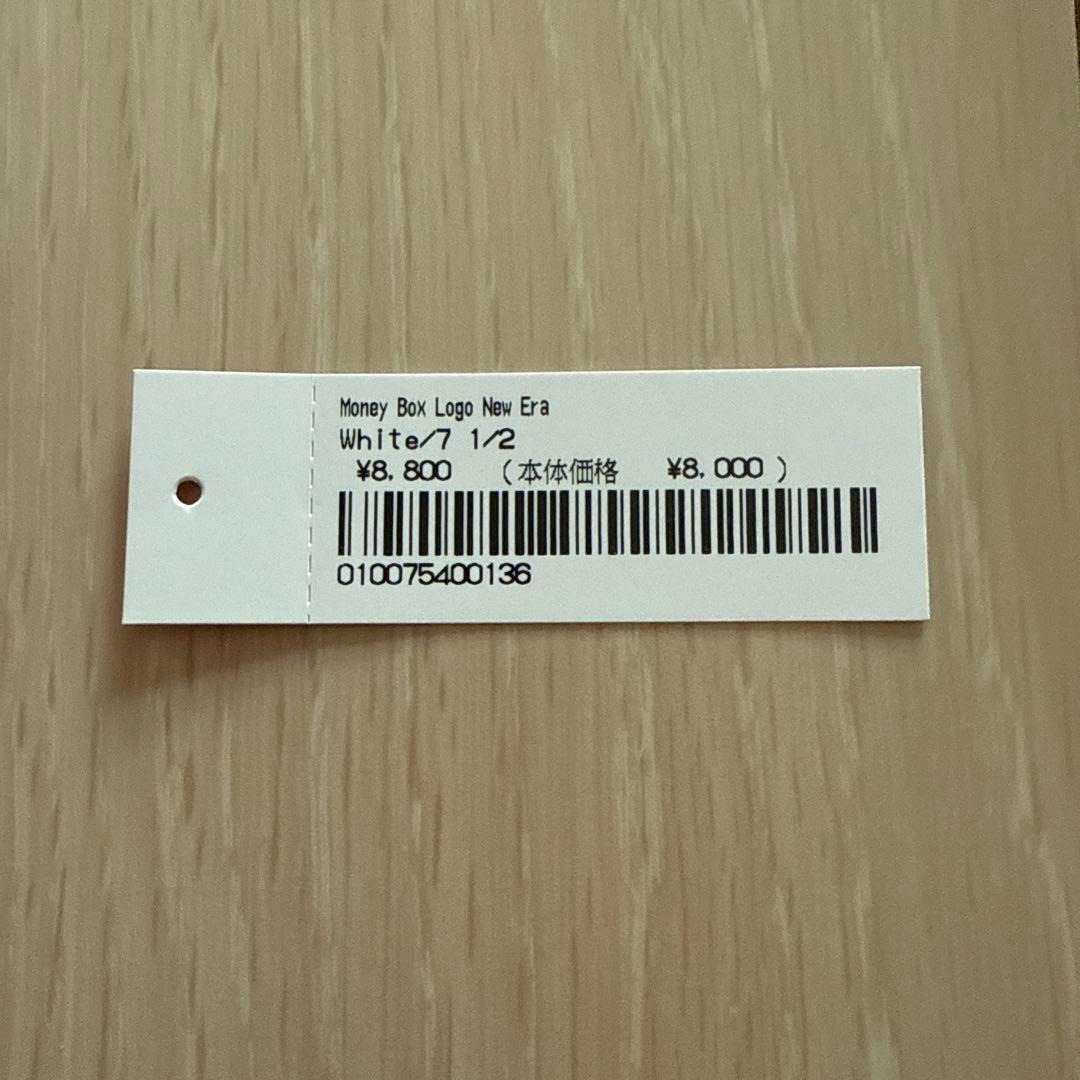 Money Box Logo New Era
White/7 1/2
¥8,800 (本体価格 ¥8,000)
010075400136